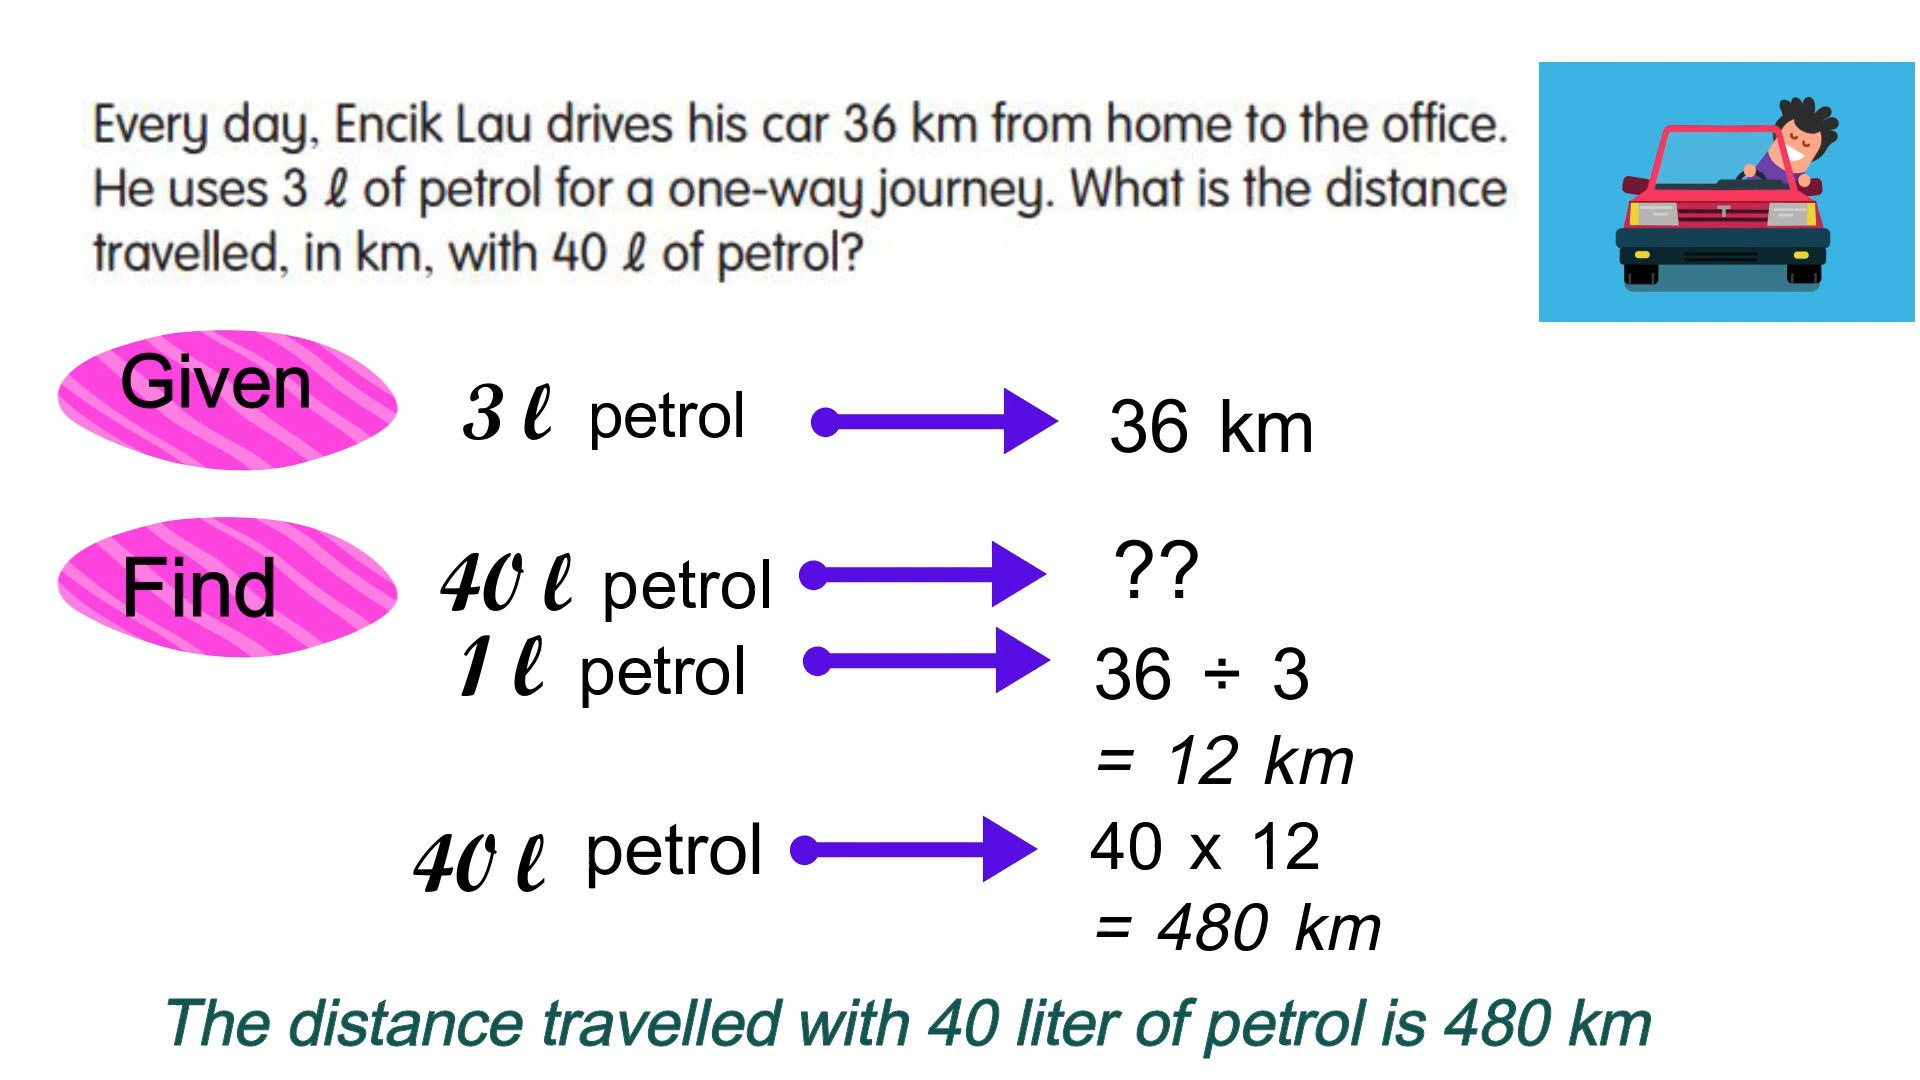 Every day, Encik Lau drives his car 36 km from home to the office.
He uses 3 ℓ of petrol for a one-way journey. What is the distance
travelled, in km, with 40 ℓ of petrol?
Given
3 ℓ petrol
36 km
Find
40 ℓ petrol
??
1 ℓ petrol
36 ÷ 3
= 12 km
40 ℓ petrol
40 x 12
= 480 km
The distance travelled with 40 liter of petrol is 480 km